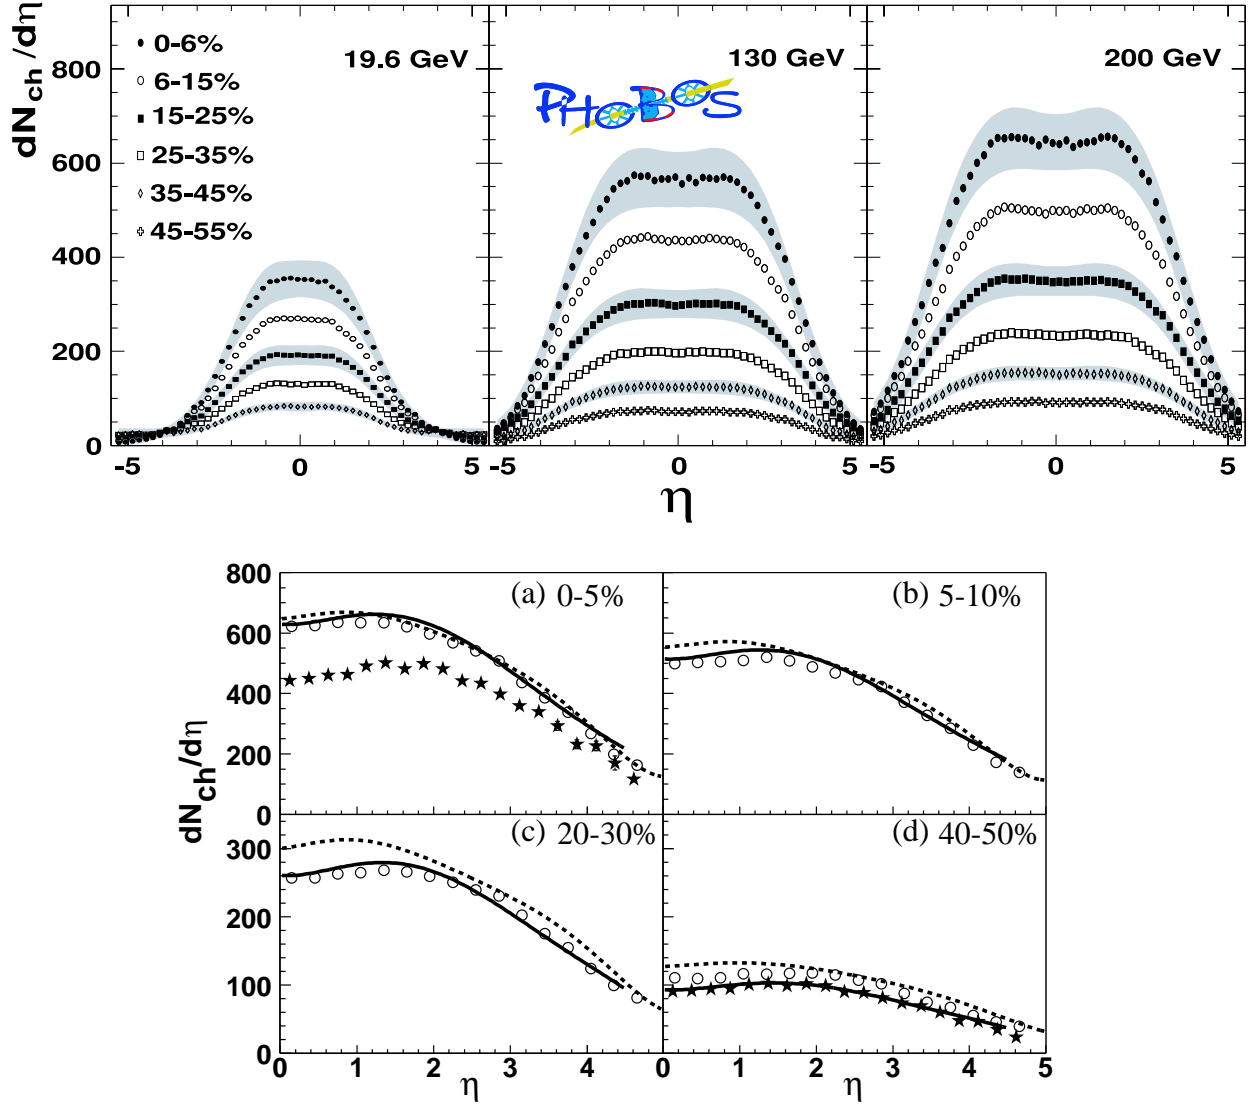 dN_ch/dη
800
600
400
200
0
0-6%
6-15%
15-25%
25-35%
35-45%
45-55%
19.6 GeV
130 GeV
200 GeV
PHOBOS
-5 0 5
-5 0 5
-5 0 5
η
dN_ch/dη
800
600
400
200
0
(a) 0-5%
(b) 5-10%
300
200
100
0
(c) 20-30%
(d) 40-50%
0 1 2 3 4
0 1 2 3 4 5
η
η